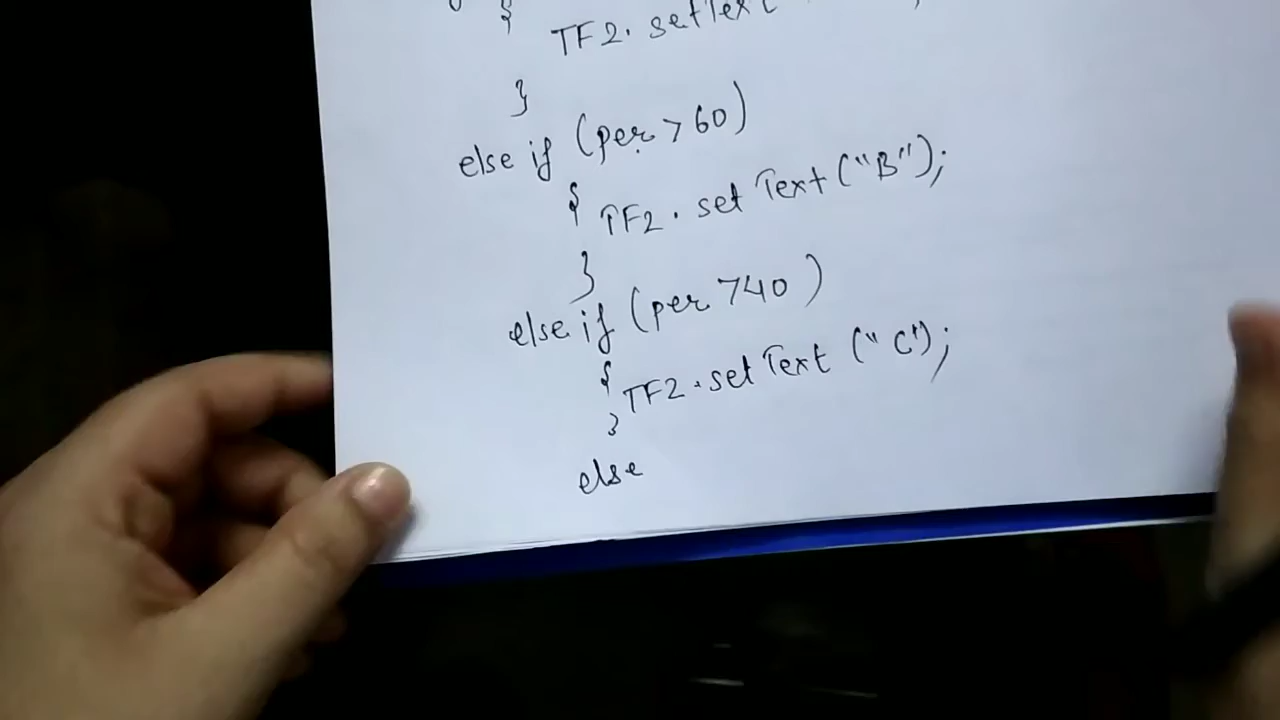 {
TF2. setText(
}
else if (per > 60)
{ TF2. set Text ("B");
}
else if (per > 40 )
{ TF2. set Text ("C");
}
else